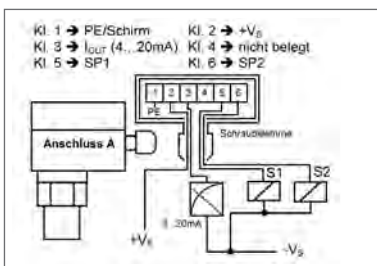 Kl. 1 ➔ PE/Schirm Kl. 2 ➔ +VS
Kl. 3 ➔ IOUT (4...20mA) Kl. 4 ➔ nicht belegt
Kl. 5 ➔ SP1 Kl. 6 ➔ SP2
1 2 3 4 5 6
PE
Anschluss A
Schraubklemme
S1 S2
...20mA
+VS
-VS